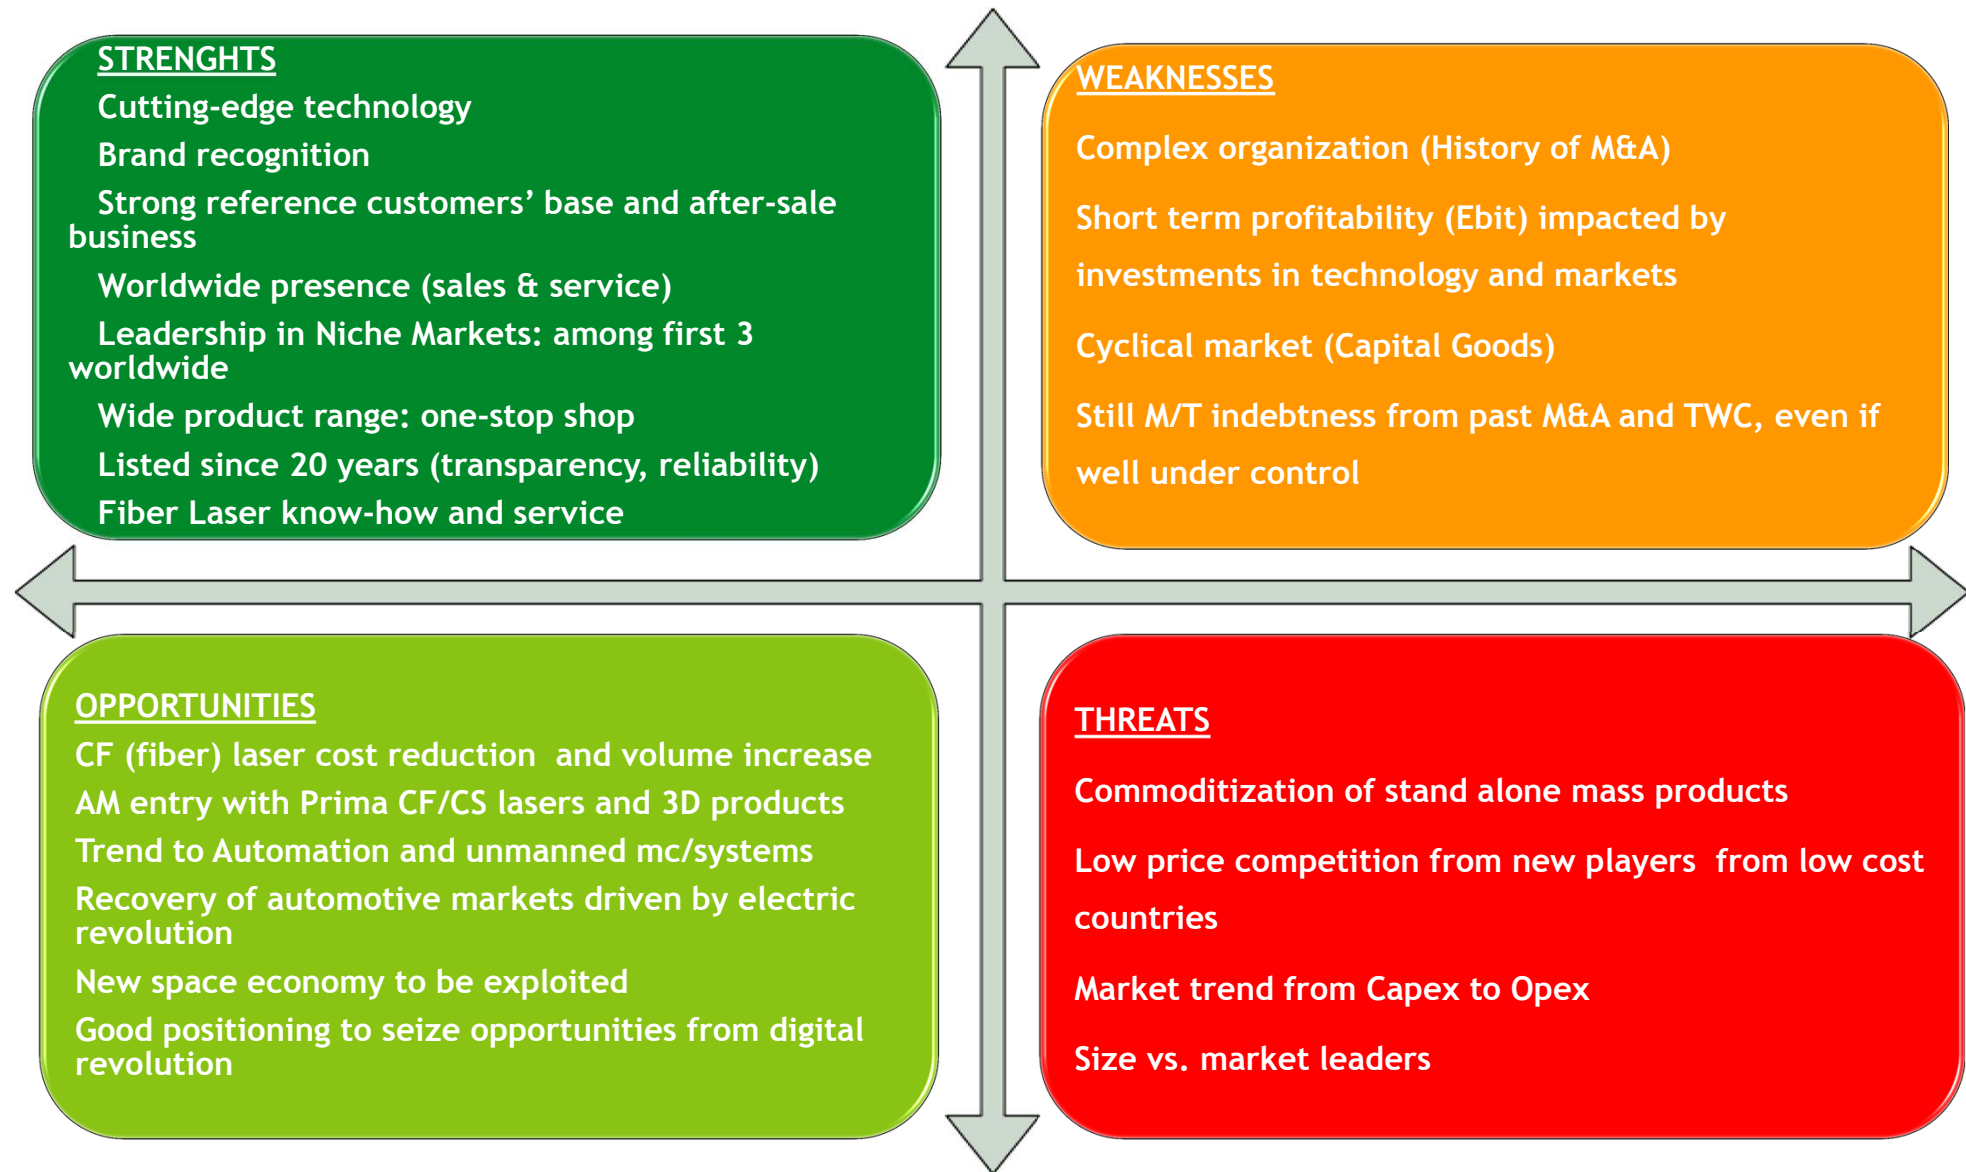 STRENGHTS
Cutting-edge technology
Brand recognition
Strong reference customers’ base and after-sale
business
Worldwide presence (sales & service)
Leadership in Niche Markets: among first 3
worldwide
Wide product range: one-stop shop
Listed since 20 years (transparency, reliability)
Fiber Laser know-how and service
WEAKNESSES
Complex organization (History of M&A)
Short term profitability (Ebit) impacted by
investments in technology and markets
Cyclical market (Capital Goods)
Still M/T indebtness from past M&A and TWC, even if
well under control
OPPORTUNITIES
CF (fiber) laser cost reduction and volume increase
AM entry with Prima CF/CS lasers and 3D products
Trend to Automation and unmanned mc/systems
Recovery of automotive markets driven by electric
revolution
New space economy to be exploited
Good positioning to seize opportunities from digital
revolution
THREATS
Commoditization of stand alone mass products
Low price competition from new players from low cost
countries
Market trend from Capex to Opex
Size vs. market leaders